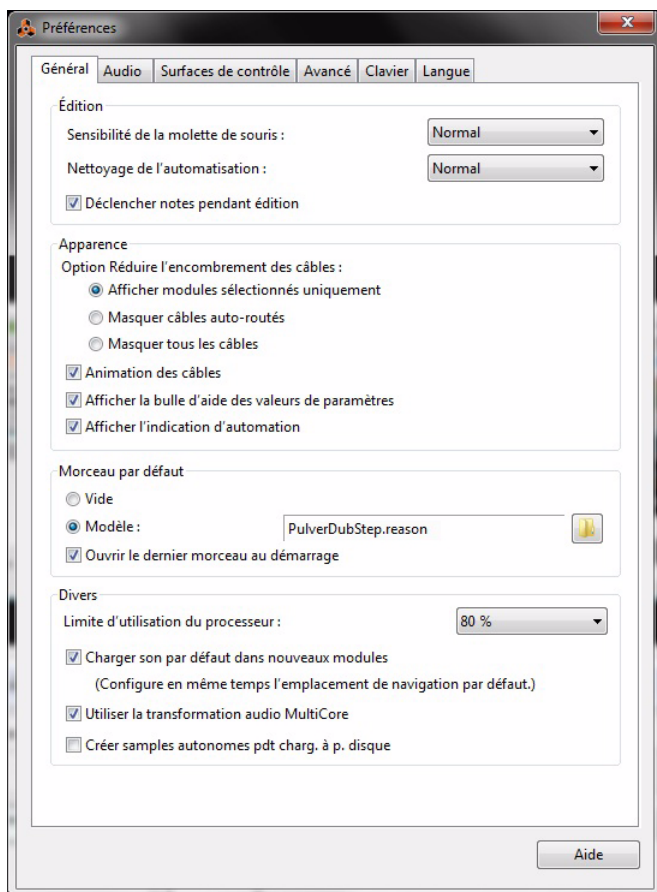 Préférences
Général Audio Surfaces de contrôle Avancé Clavier Langue
Édition
Sensibilité de la molette de souris : Normal
Nettoyage de l'automatisation : Normal
Déclencher notes pendant édition
Apparence
Option Réduire l'encombrement des câbles :
Afficher modules sélectionnés uniquement
Masquer câbles auto-routés
Masquer tous les câbles
Animation des câbles
Afficher la bulle d'aide des valeurs de paramètres
Afficher l'indication d'automation
Morceau par défaut
Vide
Modèle : PulverDubStep.reason
Ouvrir le dernier morceau au démarrage
Divers
Limite d'utilisation du processeur : 80 %
Charger son par défaut dans nouveaux modules
(Configure en même temps l'emplacement de navigation par défaut.)
Utiliser la transformation audio MultiCore
Créer samples autonomes pdt charg. à p. disque
Aide